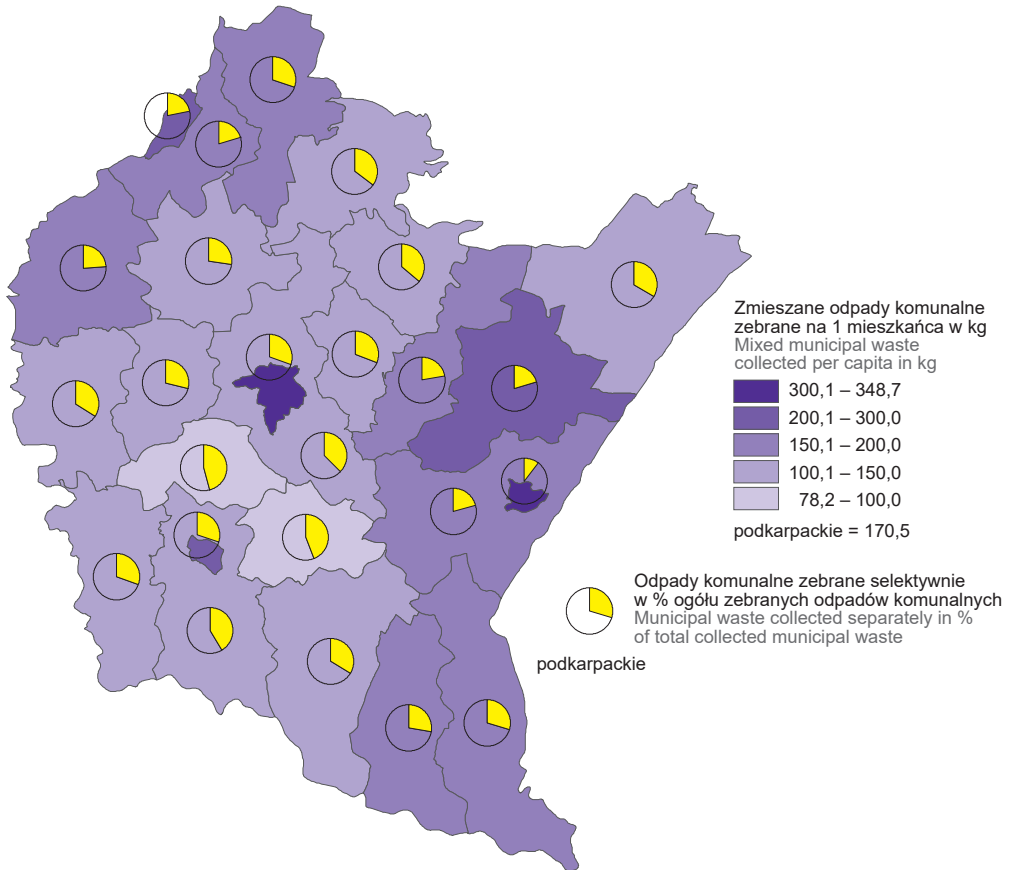 Zmieszane odpady komunalne
zebrane na 1 mieszkańca w kg
Mixed municipal waste
collected per capita in kg
300,1 – 348,7
200,1 – 300,0
150,1 – 200,0
100,1 – 150,0
78,2 – 100,0
podkarpackie = 170,5
Odpady komunalne zebrane selektywnie
w % ogółu zebranych odpadów komunalnych
Municipal waste collected separately in %
of total collected municipal waste
podkarpackie